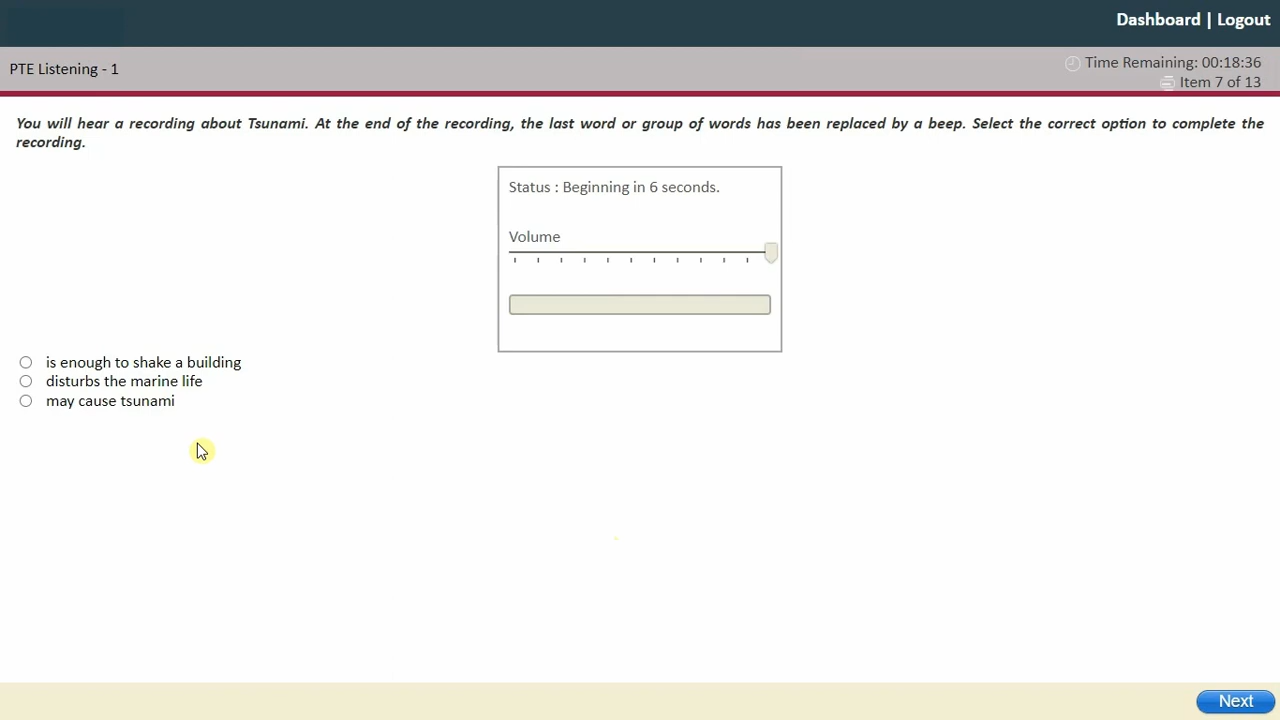 Dashboard | Logout
PTE Listening - 1
Time Remaining: 00:18:36
Item 7 of 13
You will hear a recording about Tsunami. At the end of the recording, the last word or group of words has been replaced by a beep. Select the correct option to complete the
recording.
Status : Beginning in 6 seconds.
Volume
is enough to shake a building
disturbs the marine life
may cause tsunami
Next